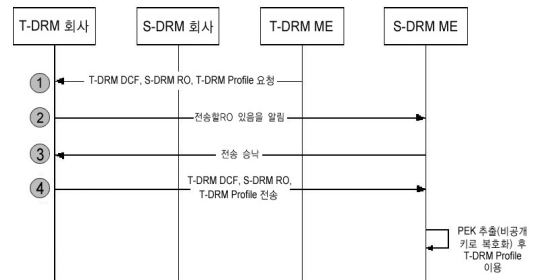 T-DRM 회사
S-DRM 회사
T-DRM ME
S-DRM ME
1
T-DRM DCF, S-DRM RO, T-DRM Profile 요청
2
전송할RO 있음을 알림
3
전송 승낙
4
T-DRM DCF, S-DRM RO,
T-DRM Profile 전송
PEK 추출(비공개
키로 복호화) 후
T-DRM Profile
이용